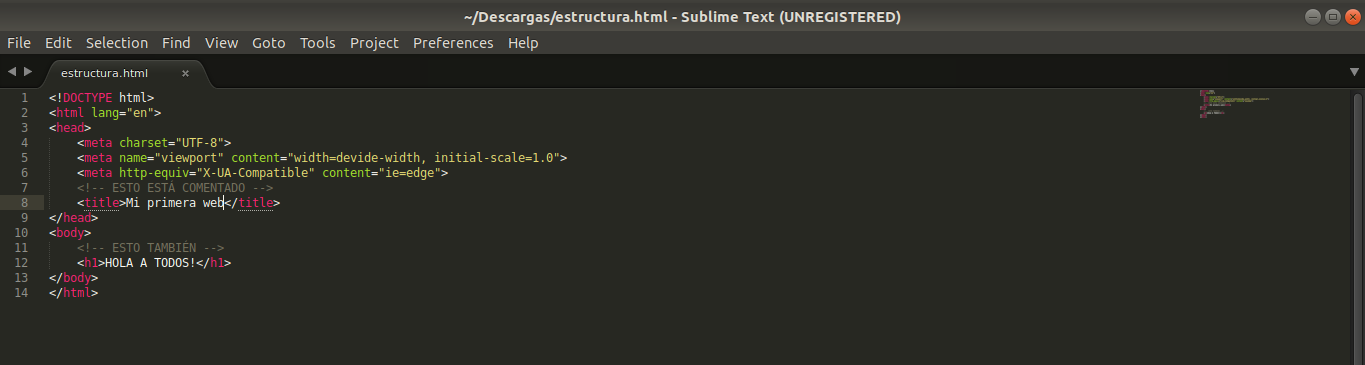 ~/Descargas/estructura.html - Sublime Text (UNREGISTERED)
File Edit Selection Find View Goto Tools Project Preferences Help
estructura.html ×
1 <!DOCTYPE html>
2 <html lang="en">
3 <head>
4 <meta charset="UTF-8">
5 <meta name="viewport" content="width=devide-width, initial-scale=1.0">
6 <meta http-equiv="X-UA-Compatible" content="ie=edge">
7 <!-- ESTO ESTÁ COMENTADO -->
8 <title>Mi primera web</title>
9 </head>
10 <body>
11 <!-- ESTO TAMBIÉN -->
12 <h1>HOLA A TODOS!</h1>
13 </body>
14 </html>